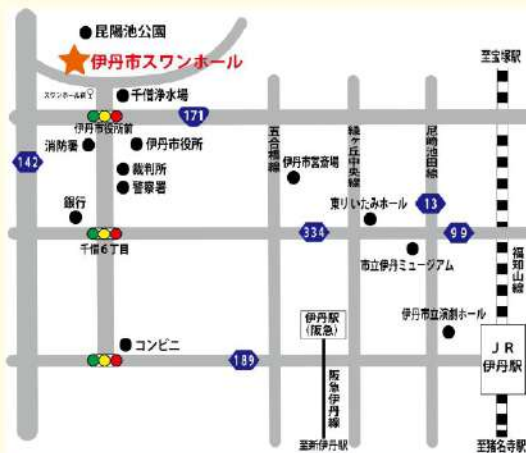 昆陽池公園
至宝塚駅
伊丹市スワンホール
スワンホール前
千僧浄水場
171
伊丹市役所前
消防署
伊丹市役所
五合橋線
緑ヶ丘中央線
尼崎池田線
142
裁判所
伊丹市営斎場
警察署
13
銀行
東リいたみホール
334
99
千僧6丁目
市立伊丹ミュージアム
福知山線
伊丹駅
(阪急)
伊丹市立演劇ホール
コンビニ
JR
伊丹駅
189
阪急伊丹線
至新伊丹駅
至猪名寺駅